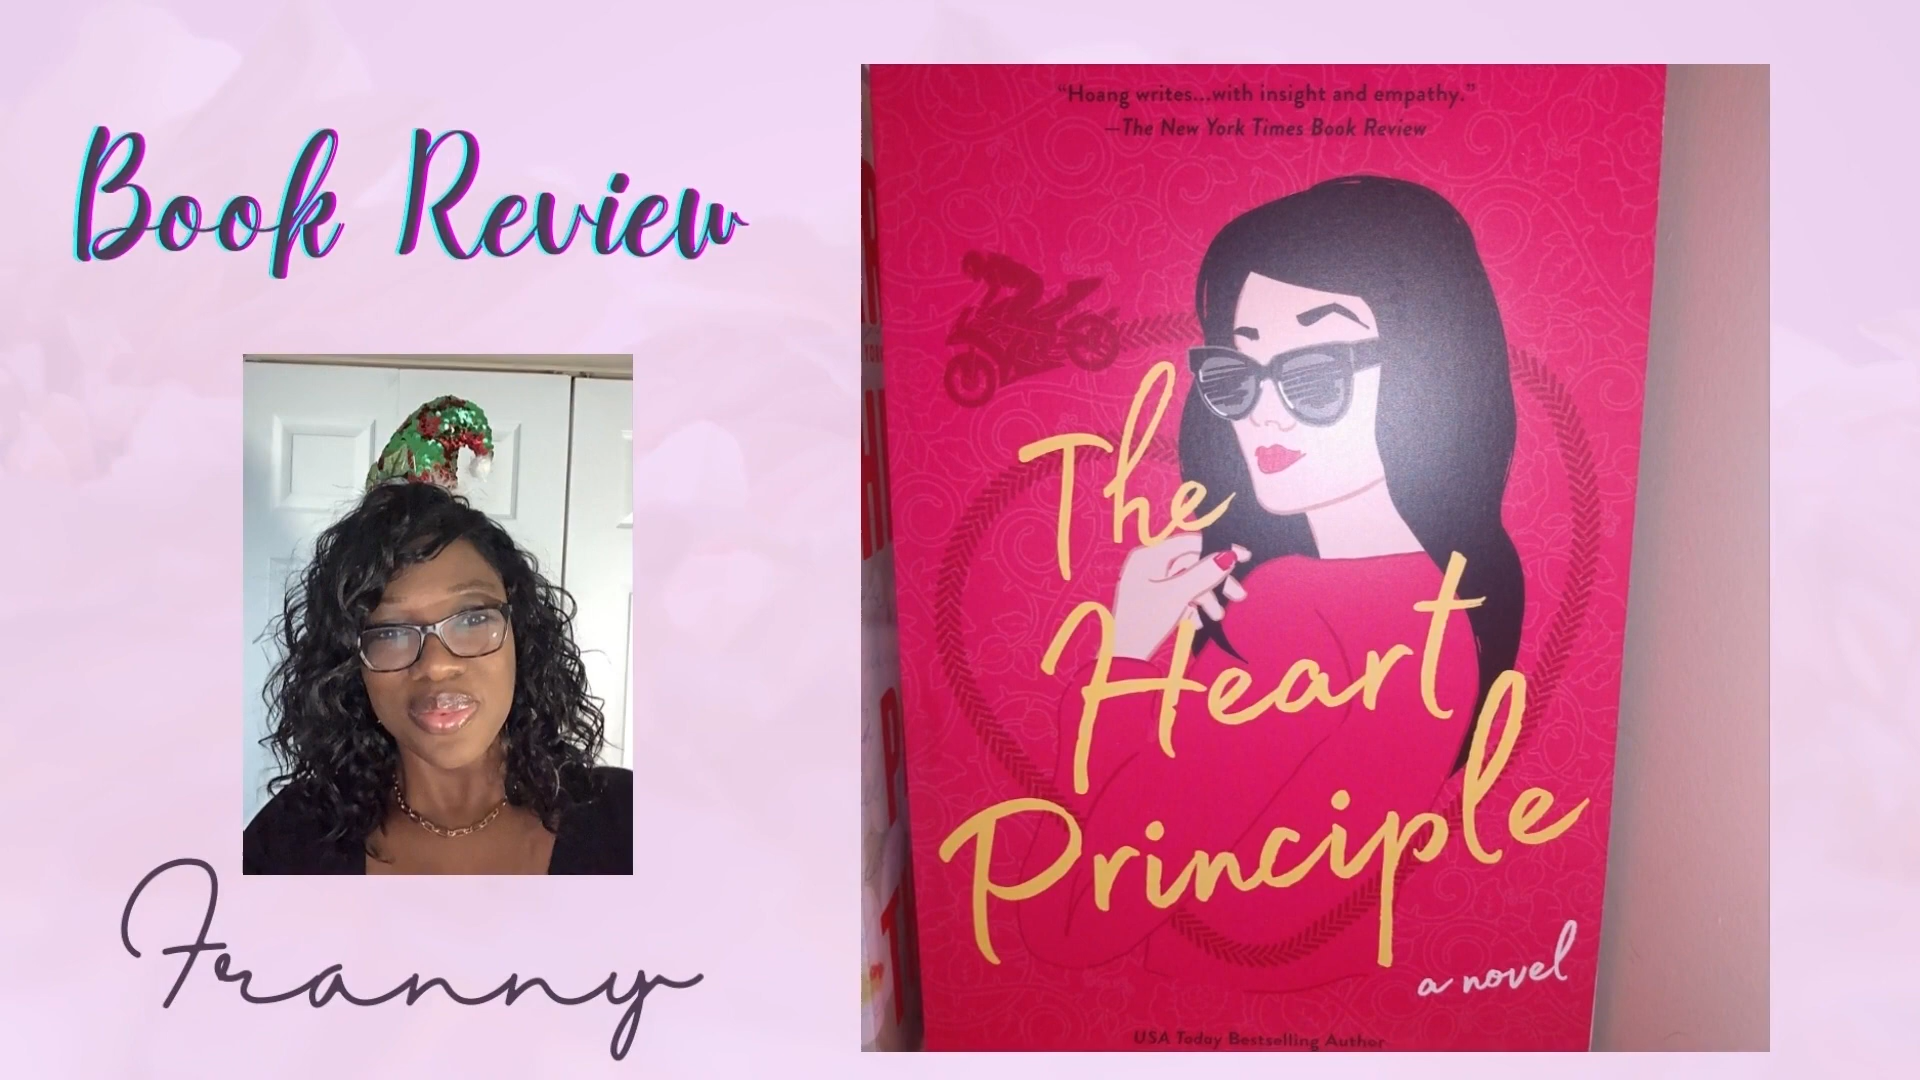 Book Review
Franny
"Hoang writes...with insight and empathy."
—The New York Times Book Review
The
Heart
Principle
a novel
USA Today Bestselling Author